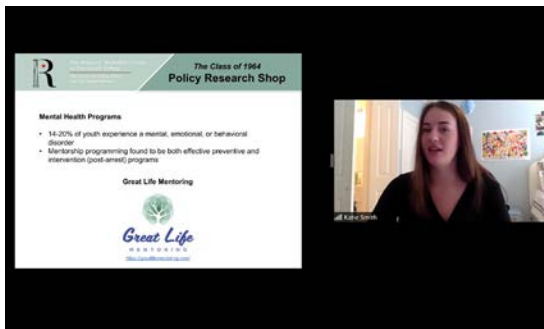 The Class of 1964
Policy Research Shop
Mental Health Programs
• 14-20% of youth experience a mental, emotional, or behavioral
disorder
• Mentorship programming found to be both effective preventive and
intervention (post-arrest) programs
Great Life Mentoring
Great Life
MENTORING
Katie Smith